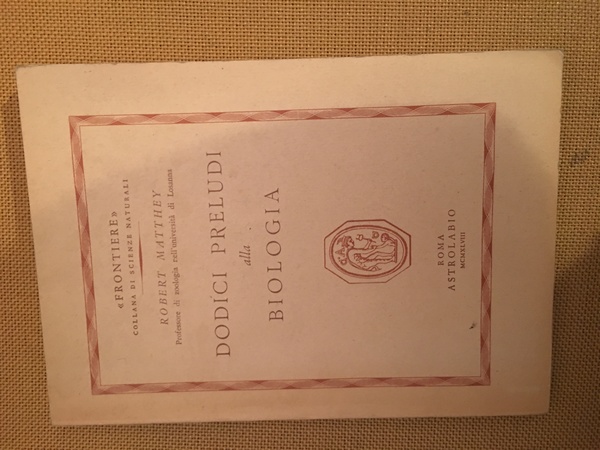 «FRONTIERE»
COLLANA DI SCIENZE NATURALI
ROBERT MATTHEY
Professore di zoologia nell'università di Losanna
DODICI PRELUDI
alla
BIOLOGIA
ROMA
ASTROLABIO
MCMXLVIII